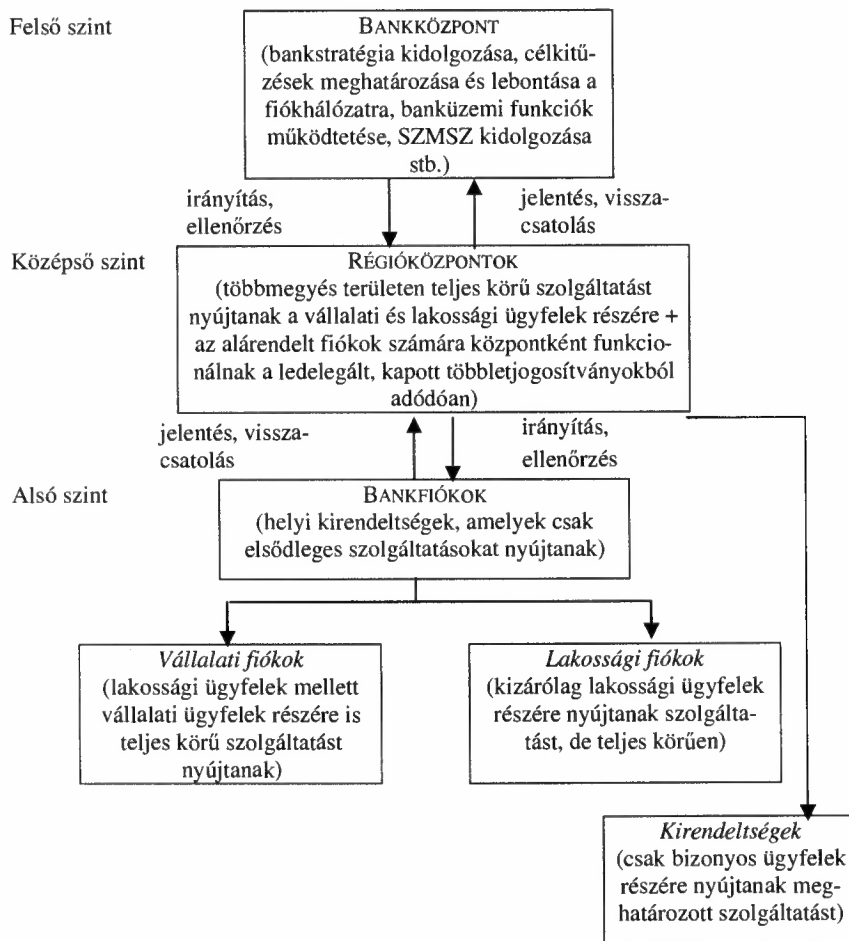 Felső szint
BANKKÖZPONT
(bankstratégia kidolgozása, célkitű-
zések meghatározása és lebontása a
fiókhálózatra, banküzemi funkciók
működtetése, SZMSZ kidolgozása
stb.)
irányítás,
ellenőrzés
jelentés, vissza-
csatolás
Középső szint
RÉGIÓKÖZPONTOK
(többmegyés területen teljes körű szolgáltatást
nyújtanak a vállalati és lakossági ügyfelek részére +
az alárendelt fiókok számára központként funkcio-
nálnak a ledelegált, kapott többletjogosítványokból
adódóan)
jelentés, vissza-
csatolás
irányítás,
ellenőrzés
Alsó szint
BANKFIÓKOK
(helyi kirendeltségek, amelyek csak
elsődleges szolgáltatásokat nyújtanak)
Vállalati fiókok
(lakossági ügyfelek mellett
vállalati ügyfelek részére is
teljes körű szolgáltatást
nyújtanak)
Lakossági fiókok
(kizárólag lakossági ügyfelek
részére nyújtanak szolgálta-
tást, de teljes körűen)
Kirendeltségek
(csak bizonyos ügyfelek
részére nyújtanak meg-
határozott szolgáltatást)